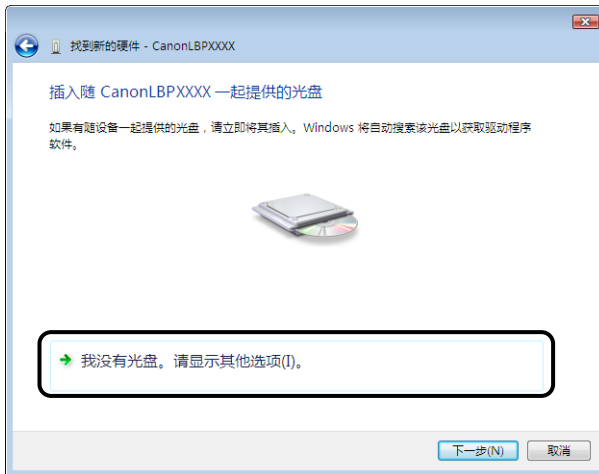 找到新的硬件 - CanonLBPXXXX
插入随 CanonLBPXXXX 一起提供的光盘
如果有随设备一起提供的光盘，请立即将其插入。Windows 将自动搜索该光盘以获取驱动程序
软件。
我没有光盘。请显示其他选项(I)。
下一步(N)
取消